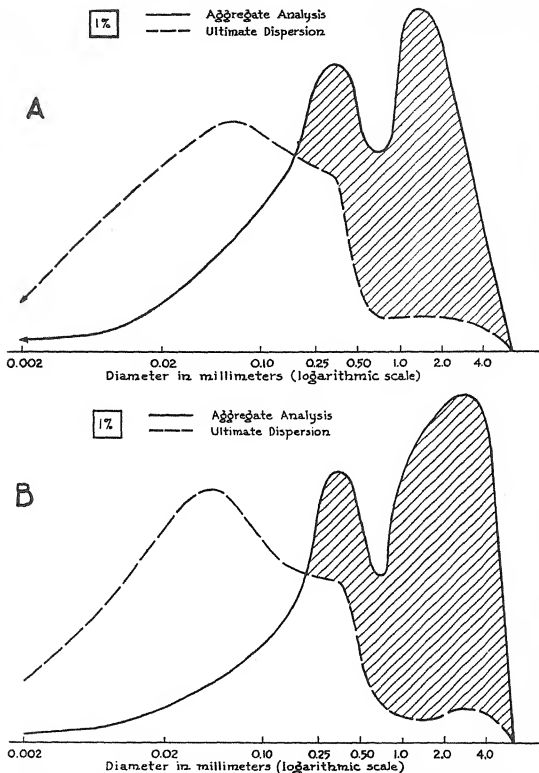 1% Aggregate Analysis
Ultimate Dispersion
A
0.002 0.02 0.10 0.25 0.50 1.0 2.0 4.0
Diameter in millimeters (logarithmic scale)
1% Aggregate Analysis
Ultimate Dispersion
B
0.002 0.02 0.10 0.25 0.50 1.0 2.0 4.0
Diameter in millimeters (logarithmic scale)